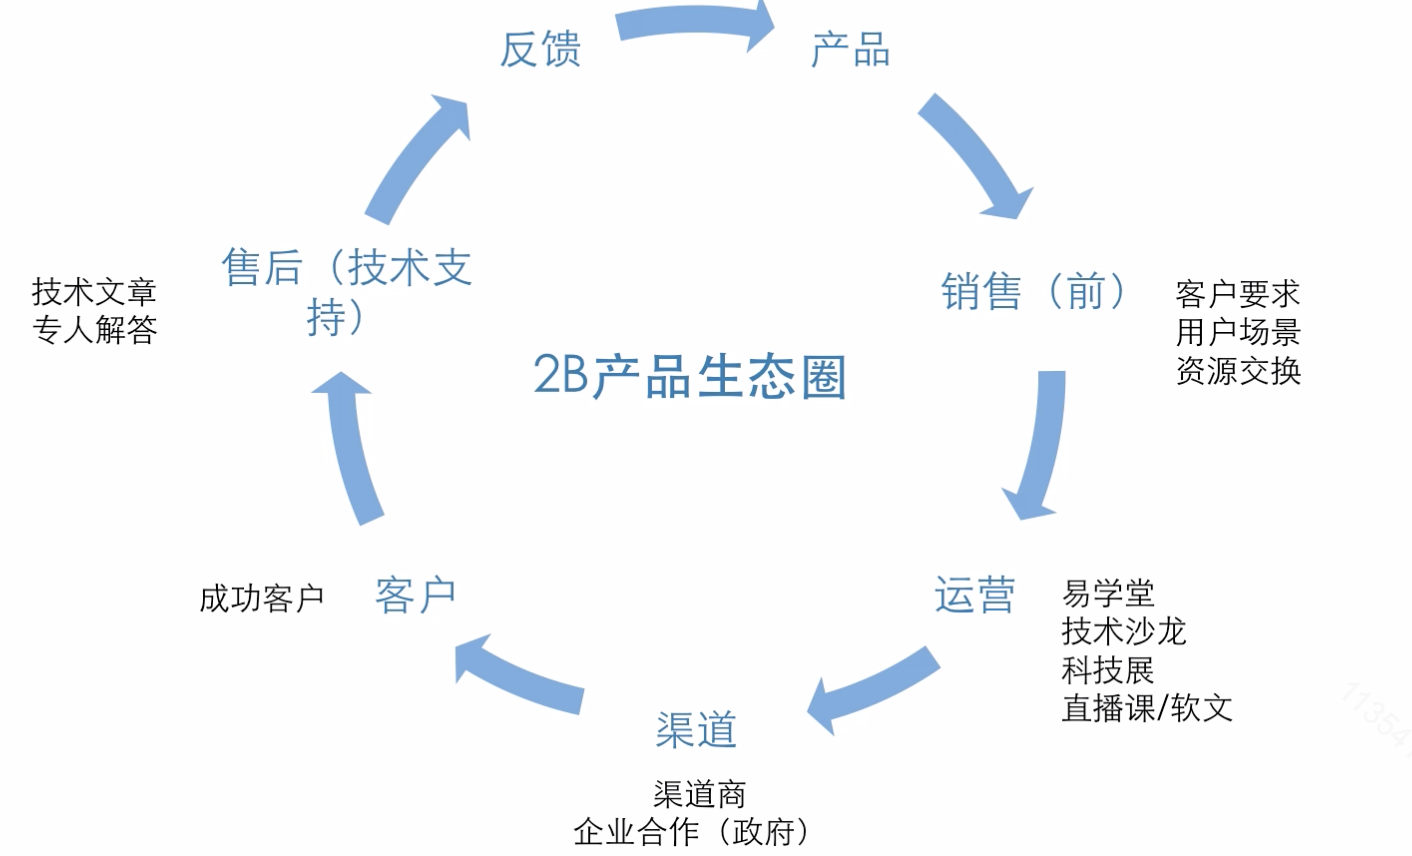 反馈
产品
售后（技术支
持）
技术文章
专人解答
销售（前）
客户要求
用户场景
资源交换
2B产品生态圈
成功客户
客户
运营
易学堂
技术沙龙
科技展
直播课/软文
渠道
渠道商
企业合作（政府）